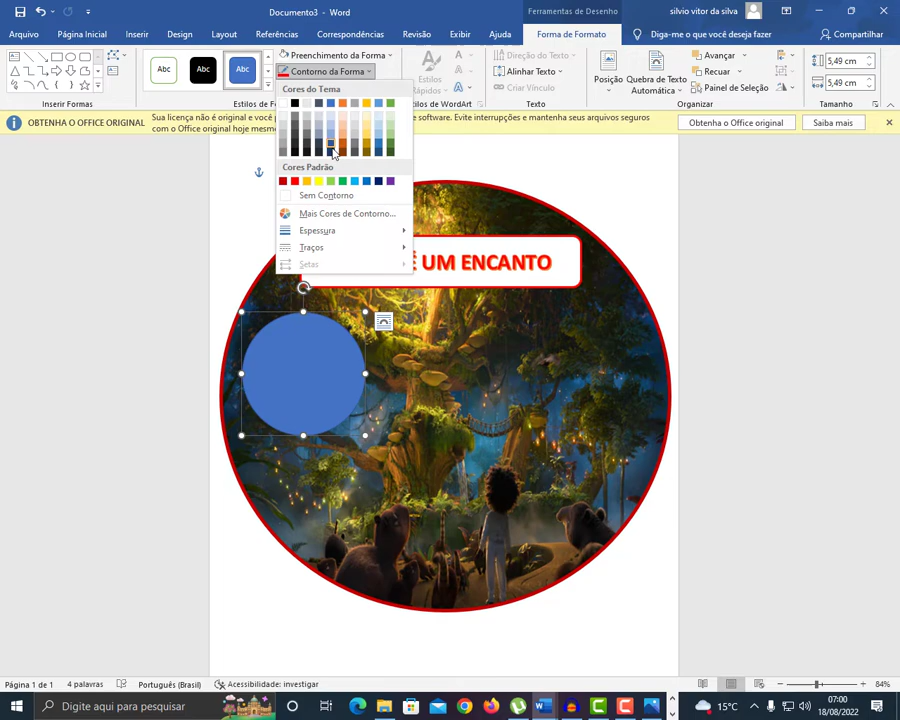 Documento3 - Word
Ferramentas de Desenho
silvio vitor da silva
Arquivo
Página Inicial
Inserir
Design
Layout
Referências
Correspondências
Revisão
Exibir
Ajuda
Forma de Formato
Diga-me o que você deseja fazer
Compartilhar
Abc
Abc
Abc
Preenchimento da Forma
Contorno da Forma
Estilos
Rápidos
Direção do Texto
Alinhar Texto
Criar Vínculo
Posição
Quebra de Texto
Automática
Avançar
Recuar
Painel de Seleção
Alinhar
5,49 cm
5,49 cm
Inserir Formas
Estilos de F
stilos de WordArt
Texto
Organizar
Tamanho
OBTENHA O OFFICE ORIGINAL
Sua licença não é original e você p
software. Evite interrupções e mantenha seus arquivos seguros
com o Office original hoje mesmo
Obtenha o Office original
Saiba mais
Cores do Tema
Cores Padrão
Sem Contorno
Mais Cores de Contorno...
Espessura
Traços
Setas
É UM ENCANTO
Página 1 de 1
4 palavras
Português (Brasil)
Acessibilidade: investigar
84%
Digite aqui para pesquisar
15°C
07:00
18/08/2022